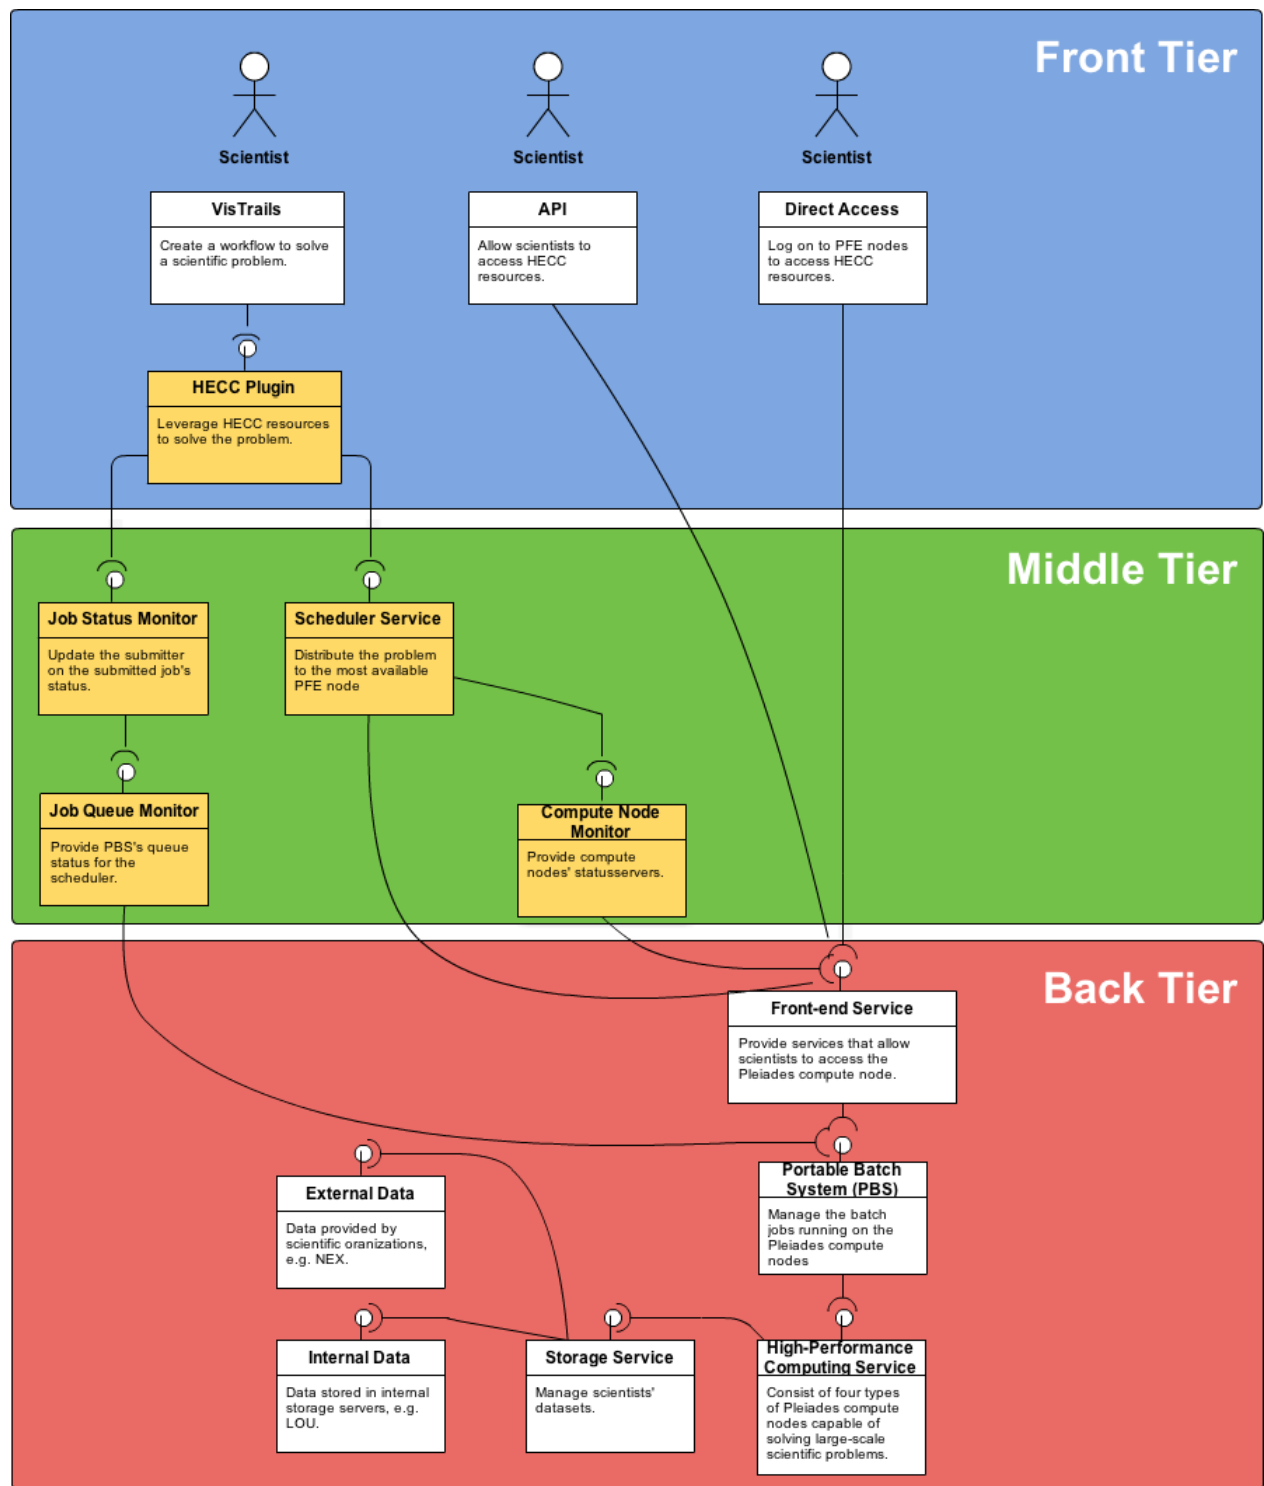 Front Tier
Scientist
Scientist
Scientist
VisTrails
Create a workflow to solve
a scientific problem.
API
Allow scientists to
access HECC
resources.
Direct Access
Log on to PFE nodes
to access HECC
resources.
HECC Plugin
Leverage HECC resources
to solve the problem.
Middle Tier
Job Status Monitor
Update the submitter
on the submitted job's
status.
Scheduler Service
Distribute the problem
to the most available
PFE node
Job Queue Monitor
Provide PBS's queue
status for the
scheduler.
Compute Node
Monitor
Provide compute
nodes' statusservers.
Back Tier
Front-end Service
Provide services that allow
scientists to access the
Pleiades compute node.
External Data
Data provided by
scientific oranizations,
e.g. NEX.
Portable Batch
System (PBS)
Manage the batch
jobs running on the
Pleiades compute
nodes
Internal Data
Data stored in internal
storage servers, e.g.
LOU.
Storage Service
Manage scientists'
datasets.
High-Performance
Computing Service
Consist of four types
of Pleiades compute
nodes capable of
solving large-scale
scientific problems.